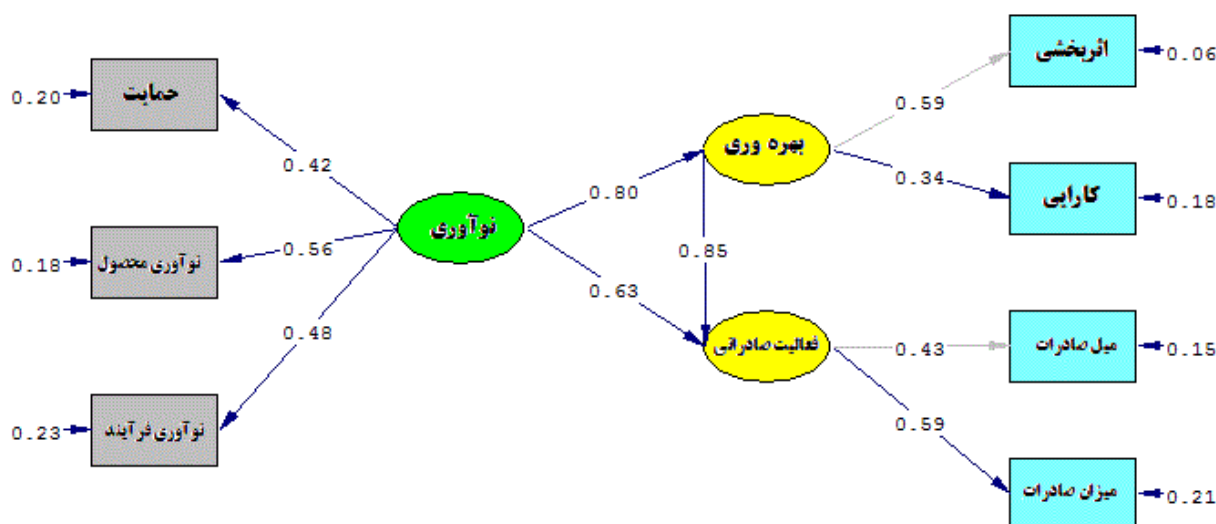 اثربخشی
0.06
حمایت
0.20
0.59
بهره وری
0.42
0.80
0.34
کارایی
0.18
نوآوری
0.56
نوآوری محصول
0.18
0.85
0.63
0.48
فعالیت صادراتی
0.43
میل صادرات
0.15
0.59
نوآوری فرآیند
0.23
میزان صادرات
0.21